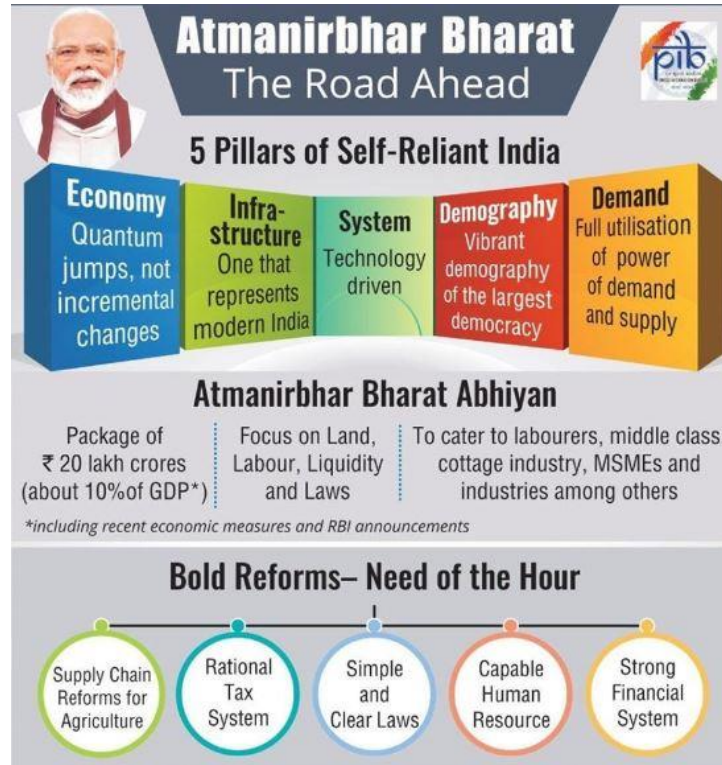 Atmanirbhar Bharat
The Road Ahead
pib
5 Pillars of Self-Reliant India
Economy
Quantum
jumps, not
incremental
changes
Infra-
structure
One that
represents
modern India
System
Technology
driven
Demography
Vibrant
demography
of the largest
democracy
Demand
Full utilisation
of power
of demand
and supply
Atmanirbhar Bharat Abhiyan
Package of
₹ 20 lakh crores
(about 10%of GDP*)
Focus on Land,
Labour, Liquidity
and Laws
To cater to labourers, middle class
cottage industry, MSMEs and
industries among others
*including recent economic measures and RBI announcements
Bold Reforms– Need of the Hour
Supply Chain
Reforms for
Agriculture
Rational
Tax
System
Simple
and
Clear Laws
Capable
Human
Resource
Strong
Financial
System